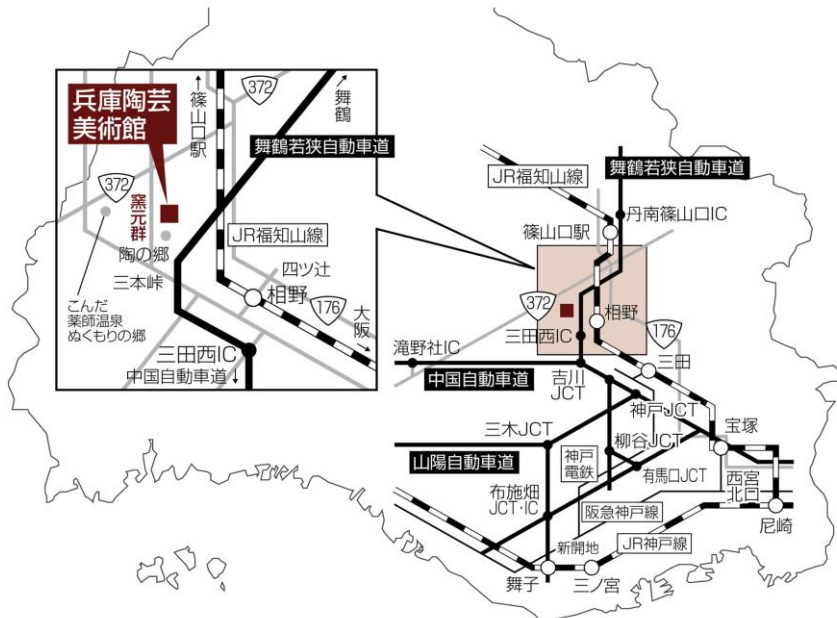 兵庫陶芸
美術館
372
篠山口駅
舞鶴
舞鶴若狭自動車道
372
窯元群
陶の郷
三本峠
JR福知山線
四ツ辻
相野
176
大阪
こんだ
薬師温泉
ぬくもりの郷
三田西IC
中国自動車道
JR福知山線
舞鶴若狭自動車道
丹南篠山口IC
篠山口駅
372
相野
176
三田西IC
滝野社IC
三田
中国自動車道
吉川
JCT
神戸JCT
三木JCT
柳谷JCT
宝塚
山陽自動車道
神戸
電鉄
有馬口JCT
西宮
北口
布施畑
JCT・IC
阪急神戸線
尼崎
新開地
JR神戸線
舞子
三ノ宮